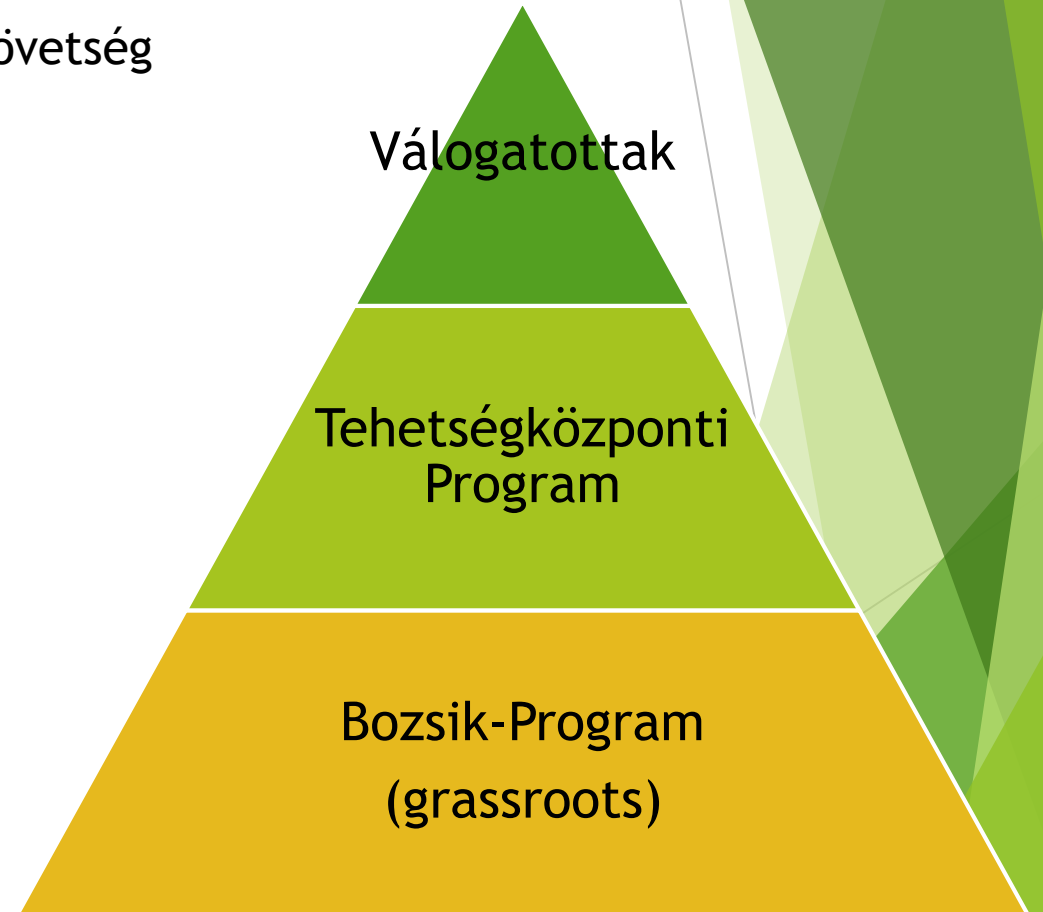 övetség
Válogatottak
Tehetségközponti
Program
Bozsik-Program
(grassroots)